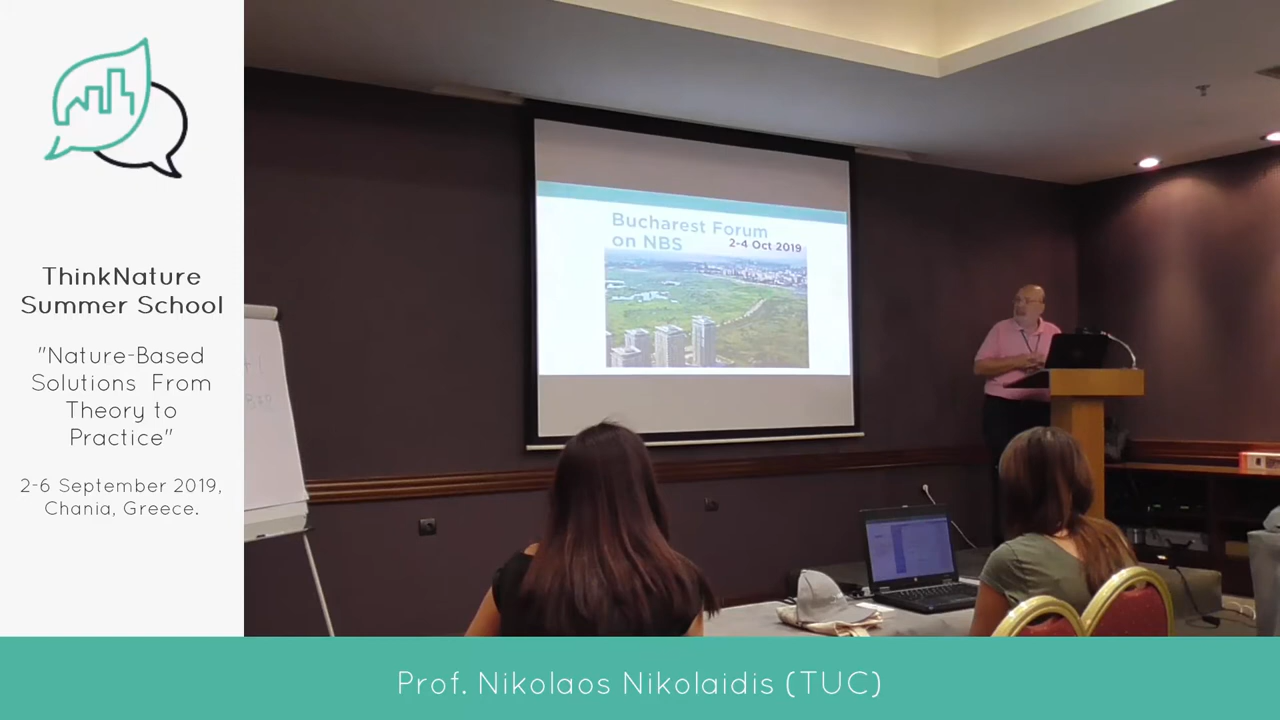 ThinkNature
Summer School
"Nature-Based
Solutions From
Theory to
Practice"
2-6 September 2019,
Chania, Greece.
Bucharest Forum
on NBS
2-4 Oct 2019
Prof. Nikolaos Nikolaidis (TUC)